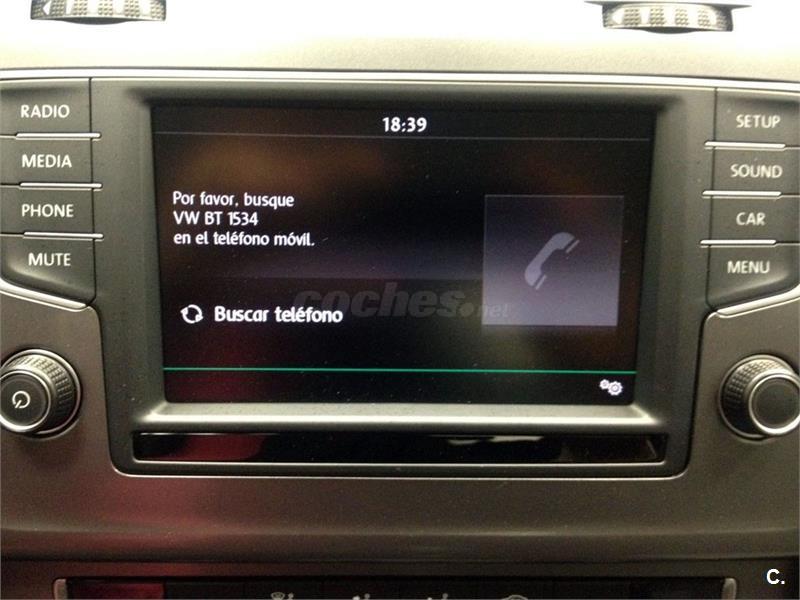 18:39
RADIO
MEDIA
PHONE
MUTE
Por favor, busque
VW BT 1534
en el teléfono móvil.
Buscar teléfono
coches.net
SETUP
SOUND
CAR
MENU
C.